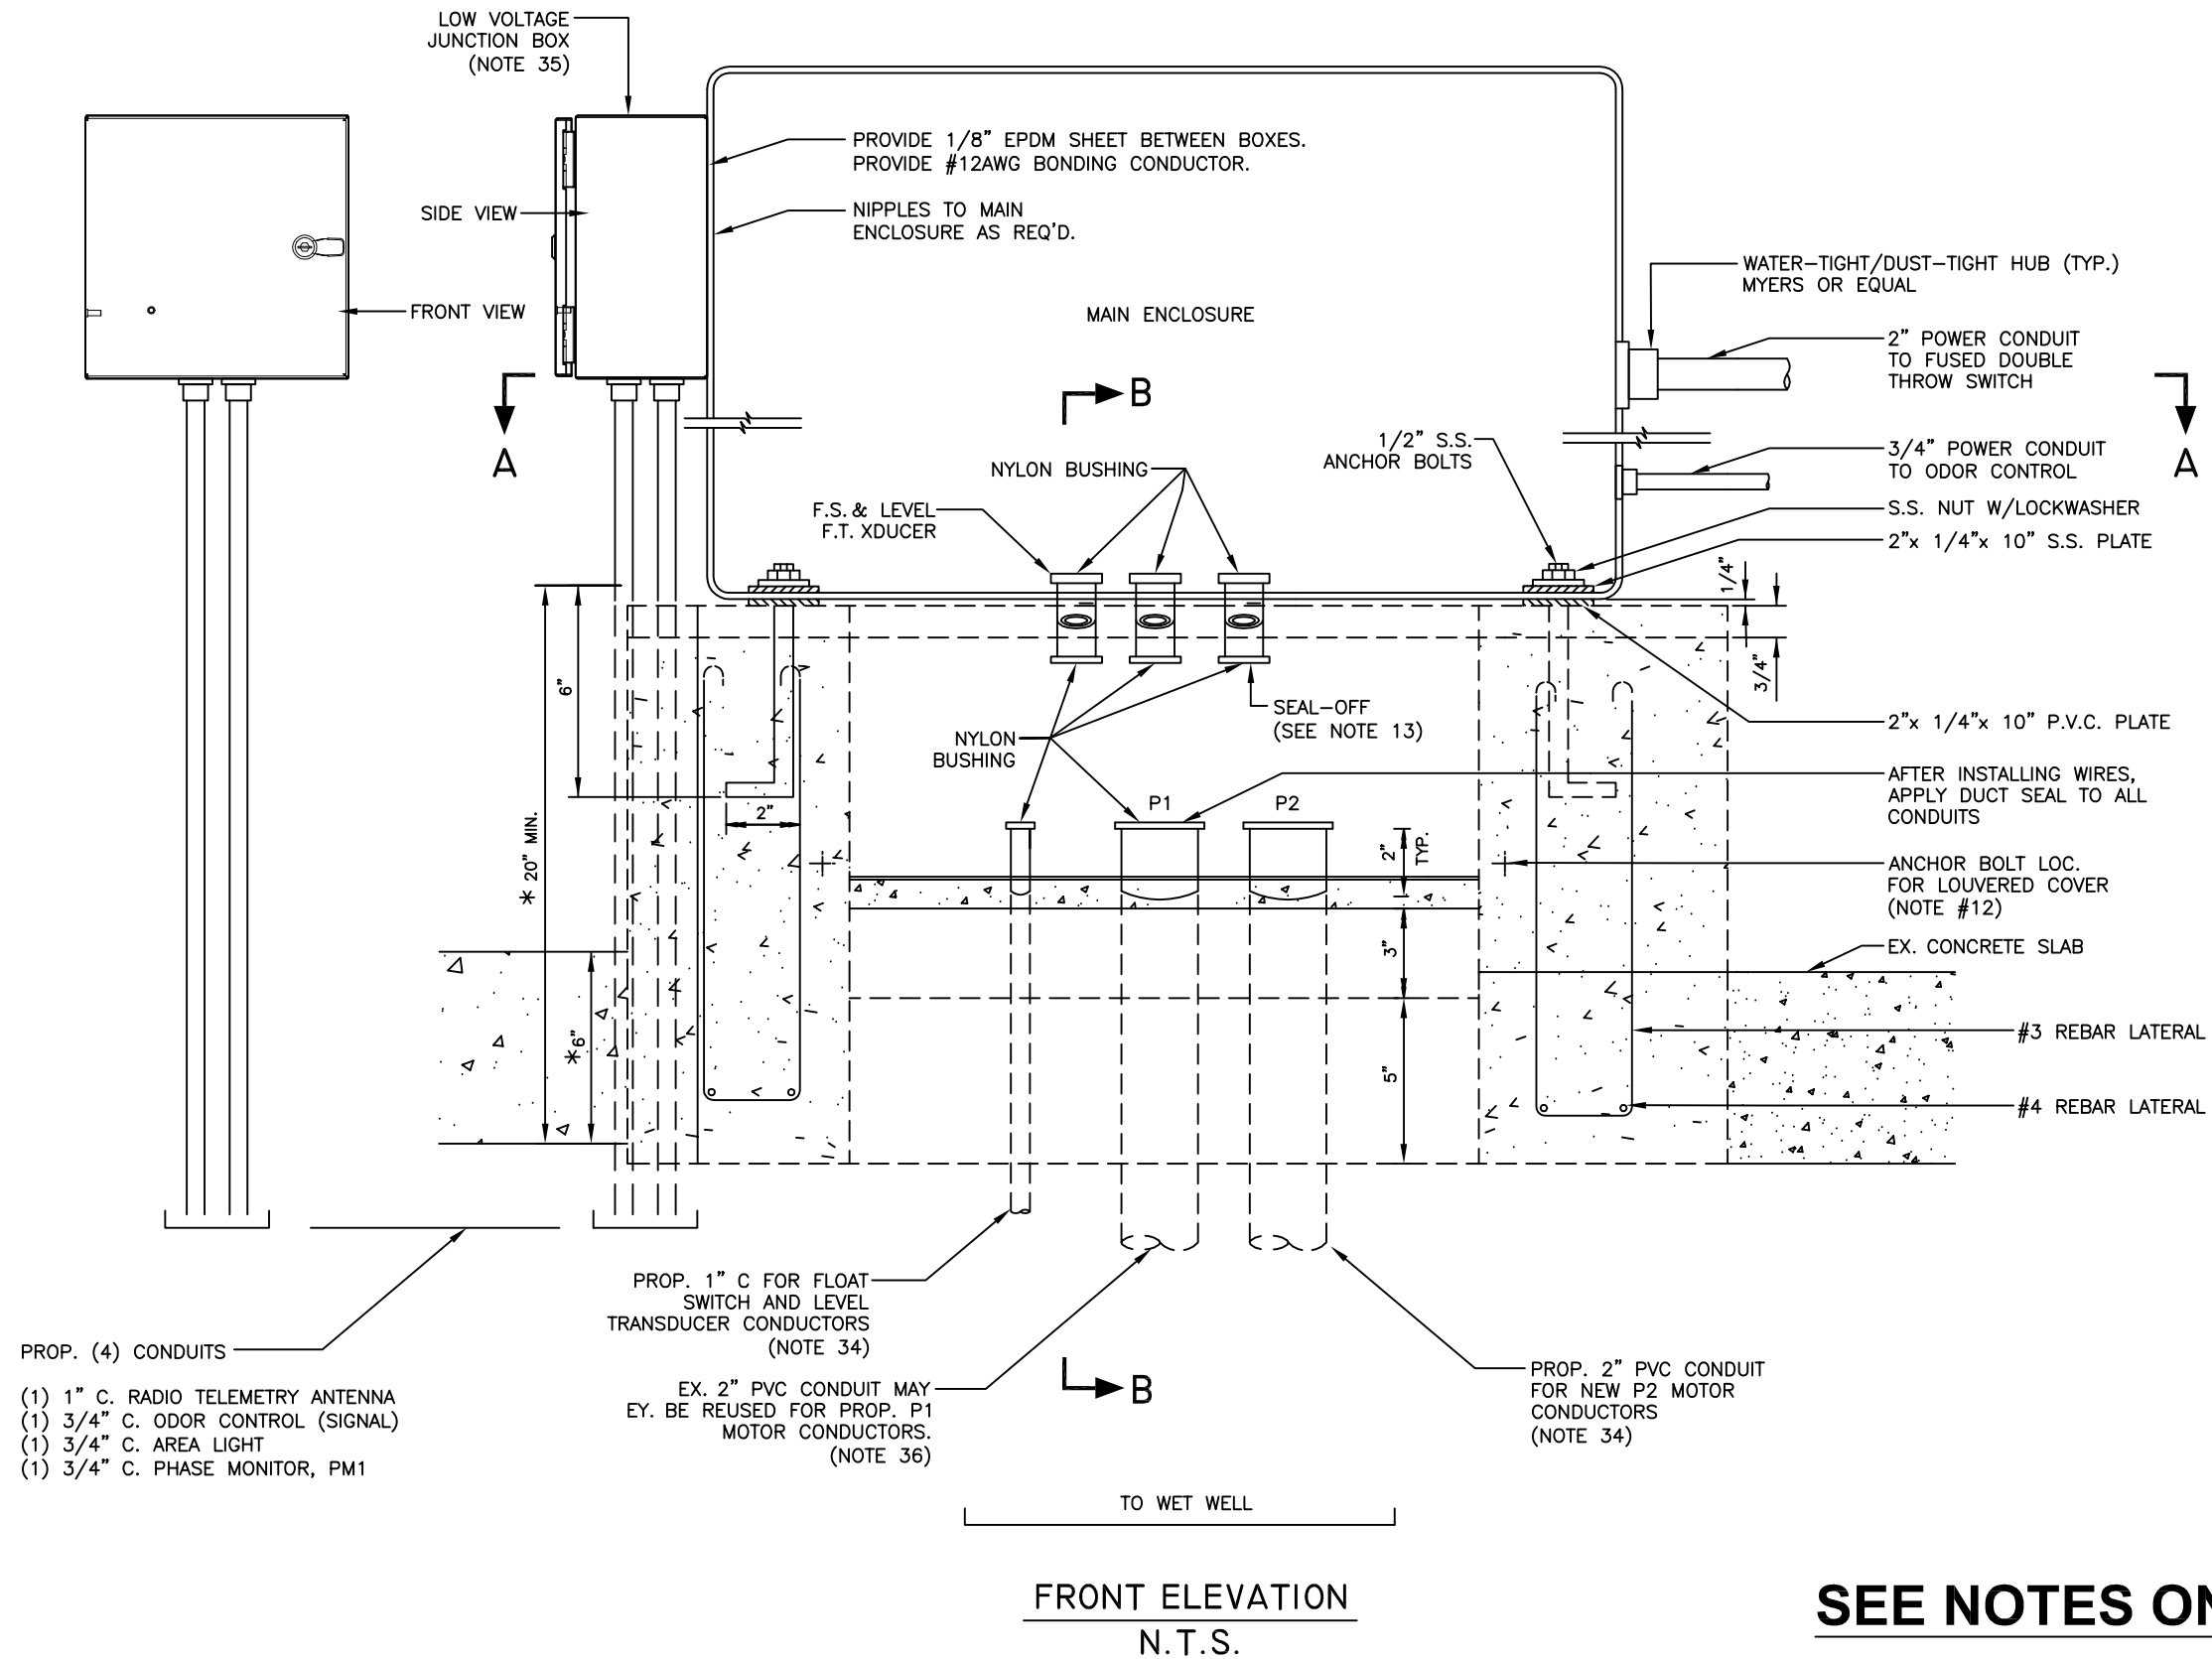 LOW VOLTAGE
JUNCTION BOX
(NOTE 35)
PROVIDE 1/8" EPDM SHEET BETWEEN BOXES.
PROVIDE #12AWG BONDING CONDUCTOR.
SIDE VIEW
NIPPLES TO MAIN
ENCLOSURE AS REQ'D.
FRONT VIEW
MAIN ENCLOSURE
WATER-TIGHT/DUST-TIGHT HUB (TYP.)
MYERS OR EQUAL
2" POWER CONDUIT
TO FUSED DOUBLE
THROW SWITCH
B
A
A
1/2" S.S.
ANCHOR BOLTS
3/4" POWER CONDUIT
TO ODOR CONTROL
NYLON BUSHING
F.S. & LEVEL
F.T. XDUCER
S.S. NUT W/LOCKWASHER
2"x 1/4"x 10" S.S. PLATE
1/4"
3/4"
6"
SEAL-OFF
(SEE NOTE 13)
2"x 1/4"x 10" P.V.C. PLATE
NYLON
BUSHING
AFTER INSTALLING WIRES,
APPLY DUCT SEAL TO ALL
CONDUITS
P1
P2
2"
2"
TYP.
* 20" MIN.
ANCHOR BOLT LOC.
FOR LOUVERED COVER
(NOTE #12)
3"
EX. CONCRETE SLAB
*6"
5"
#3 REBAR LATERAL
#4 REBAR LATERAL
PROP. 1" C FOR FLOAT
SWITCH AND LEVEL
TRANSDUCER CONDUCTORS
(NOTE 34)
PROP. (4) CONDUITS
(1) 1" C. RADIO TELEMETRY ANTENNA
(1) 3/4" C. ODOR CONTROL (SIGNAL)
(1) 3/4" C. AREA LIGHT
(1) 3/4" C. PHASE MONITOR, PM1
EX. 2" PVC CONDUIT MAY
EY. BE REUSED FOR PROP. P1
MOTOR CONDUCTORS.
(NOTE 36)
B
PROP. 2" PVC CONDUIT
FOR NEW P2 MOTOR
CONDUCTORS
(NOTE 34)
TO WET WELL
FRONT ELEVATION
N.T.S.
SEE NOTES ON